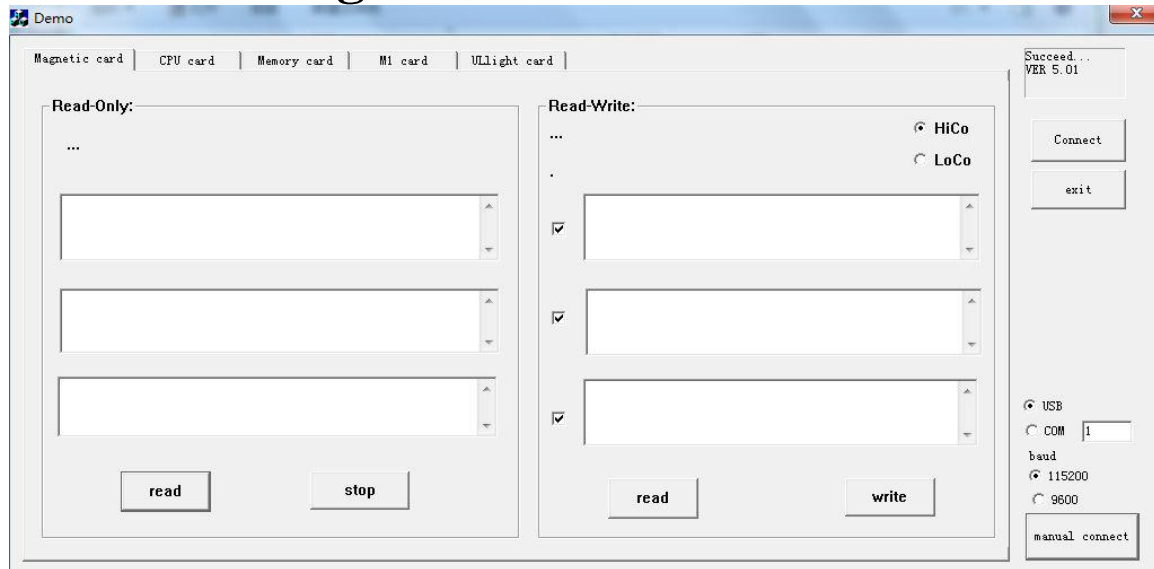 Demo
Magnetic card
CPU card
Memory card
M1 card
ULlight card
Succeed...
VER 5.01
Read-Only:
...
read
stop
Read-Write:
...
.
HiCo
LoCo
read
write
Connect
exit
USB
COM 1
baud
115200
9600
manual connect